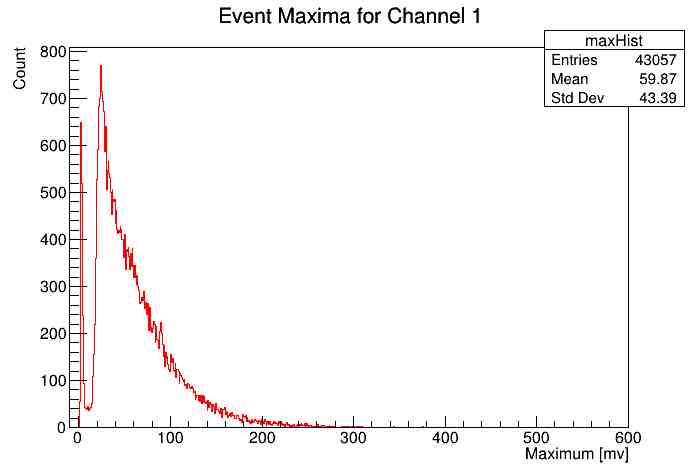 Event Maxima for Channel 1
maxHist
Entries 43057
Mean 59.87
Std Dev 43.39
Count
800
700
600
500
400
300
200
100
0
0 100 200 300 400 500 600
Maximum [mv]